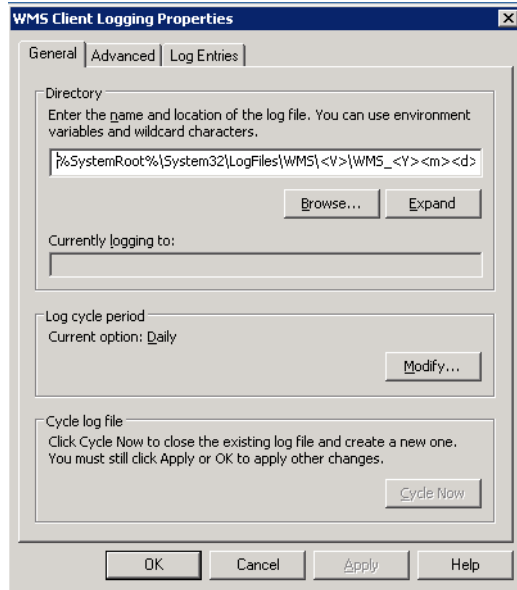 WMS Client Logging Properties
General Advanced Log Entries
Directory
Enter the name and location of the log file. You can use environment
variables and wildcard characters.
%SystemRoot%\System32\LogFiles\WMS\<V>\WMS_<Y><m><d>
Browse... Expand
Currently logging to:
Log cycle period
Current option: Daily
Modify...
Cycle log file
Click Cycle Now to close the existing log file and create a new one.
You must still click Apply or OK to apply other changes.
Cycle Now
OK Cancel Apply Help